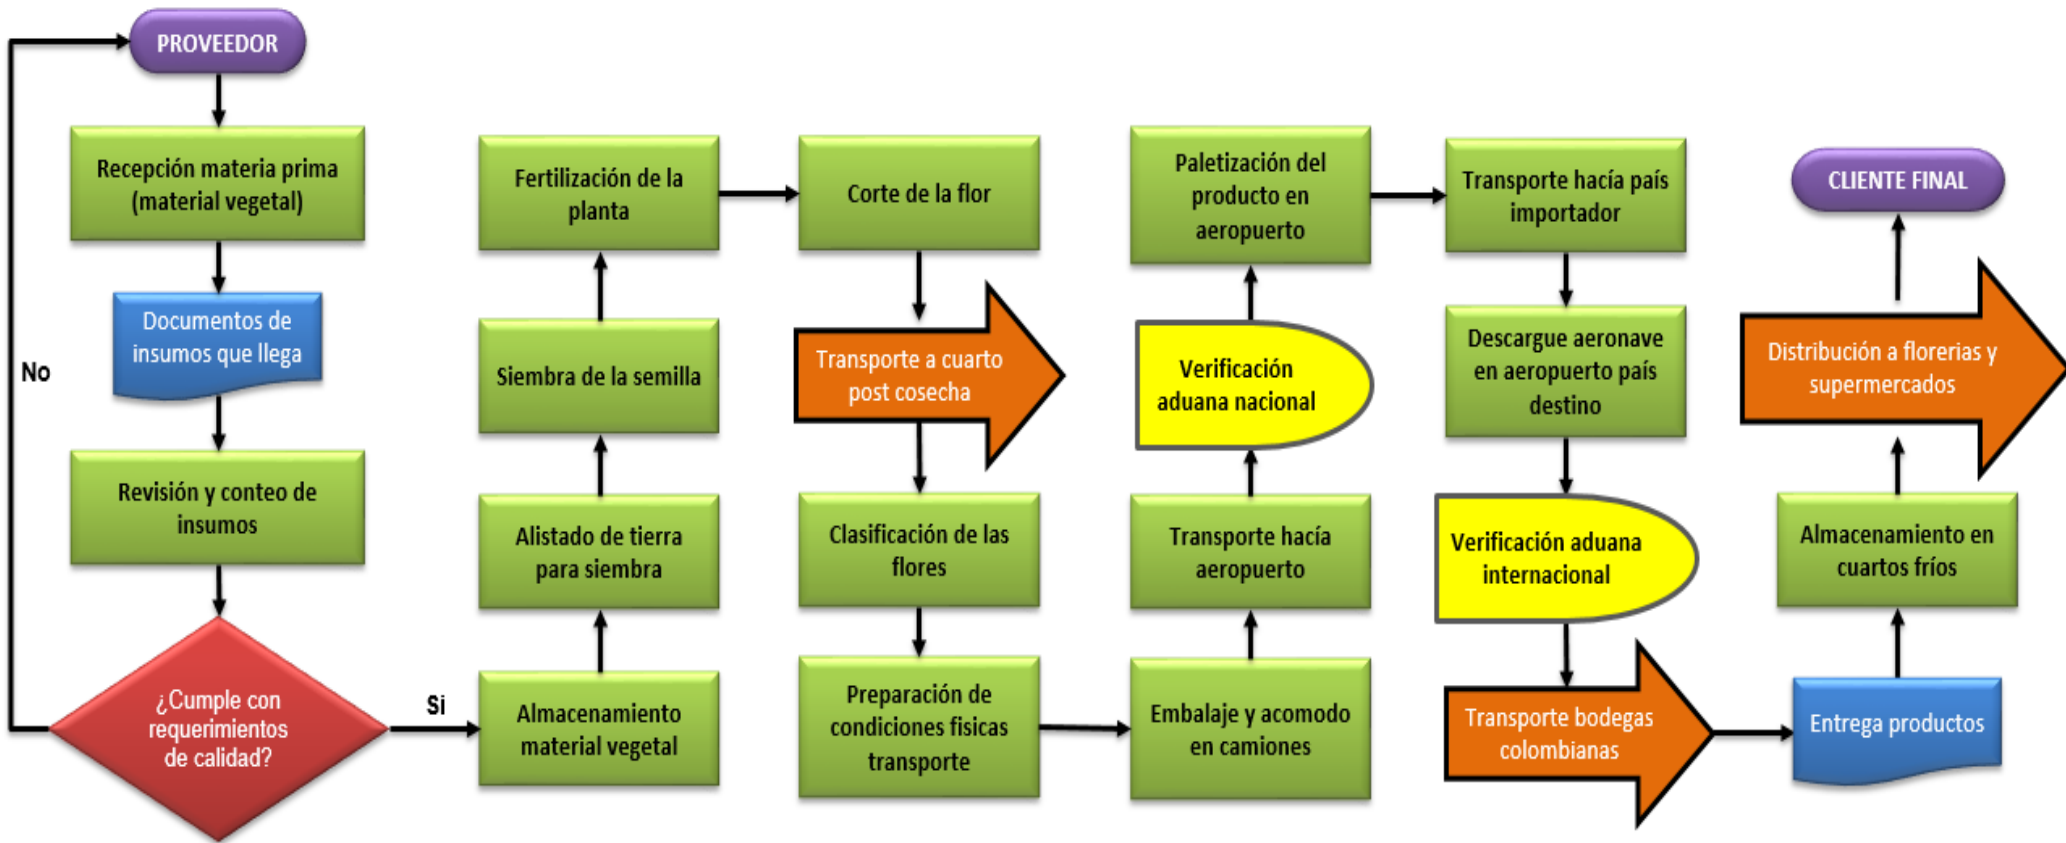 PROVEEDOR
Recepción materia prima
(material vegetal)
Documentos de
insumos que llega
No
Revisión y conteo de
insumos
¿Cumple con
requerimientos
de calidad?
Si
Almacenamiento
material vegetal
Alistado de tierra
para siembra
Siembra de la semilla
Fertilización de la
planta
Corte de la flor
Transporte a cuarto
post cosecha
Clasificación de las
flores
Preparación de
condiciones fisicas
transporte
Embalaje y acomodo
en camiones
Transporte hacía
aeropuerto
Verificación
aduana nacional
Paletización del
producto en
aeropuerto
Transporte hacía país
importador
Descargue aeronave
en aeropuerto país
destino
Verificación aduana
internacional
Transporte bodegas
colombianas
Entrega productos
Almacenamiento en
cuartos fríos
Distribución a florerias y
supermercados
CLIENTE FINAL